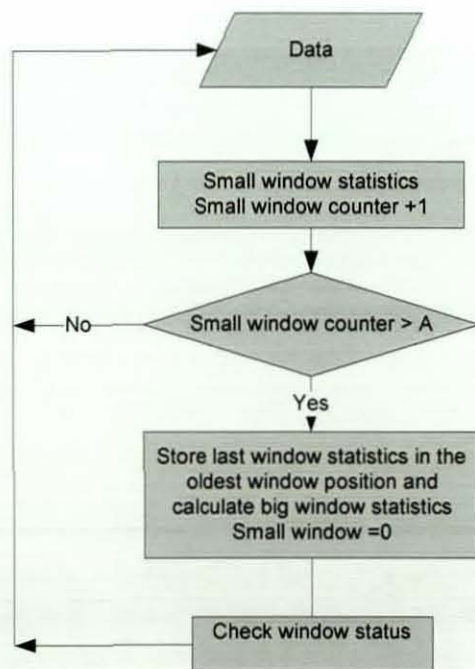 Data
Small window statistics
Small window counter +1
Small window counter > A
No
Yes
Store last window statistics in the
oldest window position and
calculate big window statistics
Small window =0
Check window status